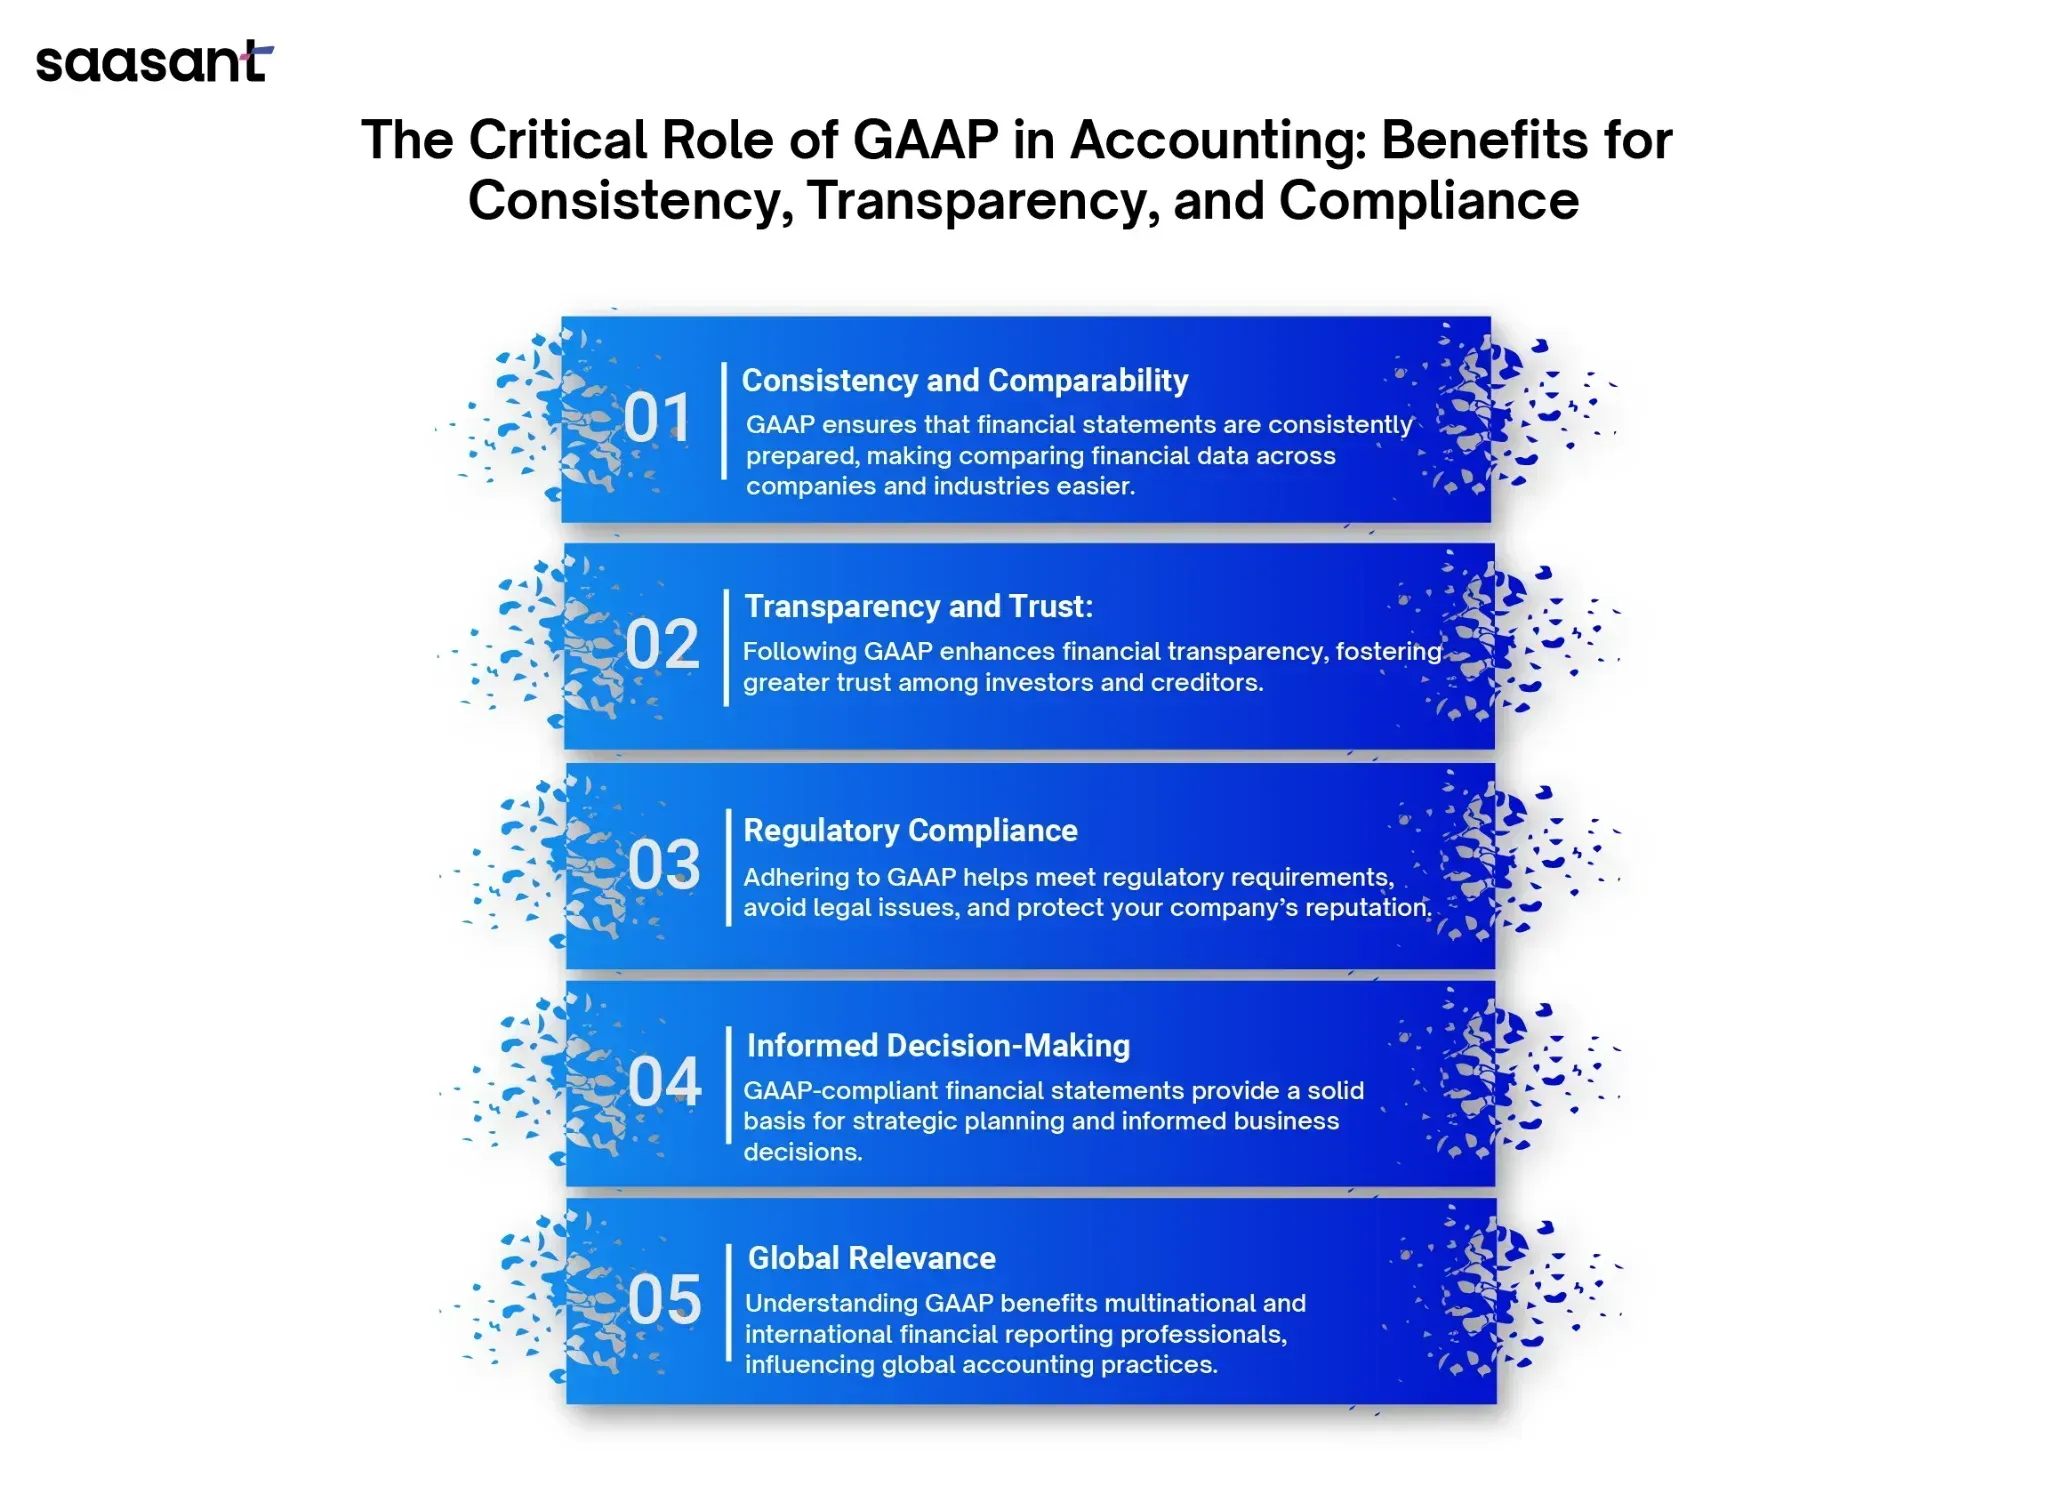 saasant
The Critical Role of GAAP in Accounting: Benefits for
Consistency, Transparency, and Compliance
01
Consistency and Comparability
GAAP ensures that financial statements are consistently
prepared, making comparing financial data across
companies and industries easier.
02
Transparency and Trust:
Following GAAP enhances financial transparency, fostering
greater trust among investors and creditors.
03
Regulatory Compliance
Adhering to GAAP helps meet regulatory requirements,
avoid legal issues, and protect your company’s reputation.
04
Informed Decision-Making
GAAP-compliant financial statements provide a solid
basis for strategic planning and informed business
decisions.
05
Global Relevance
Understanding GAAP benefits multinational and
international financial reporting professionals,
influencing global accounting practices.